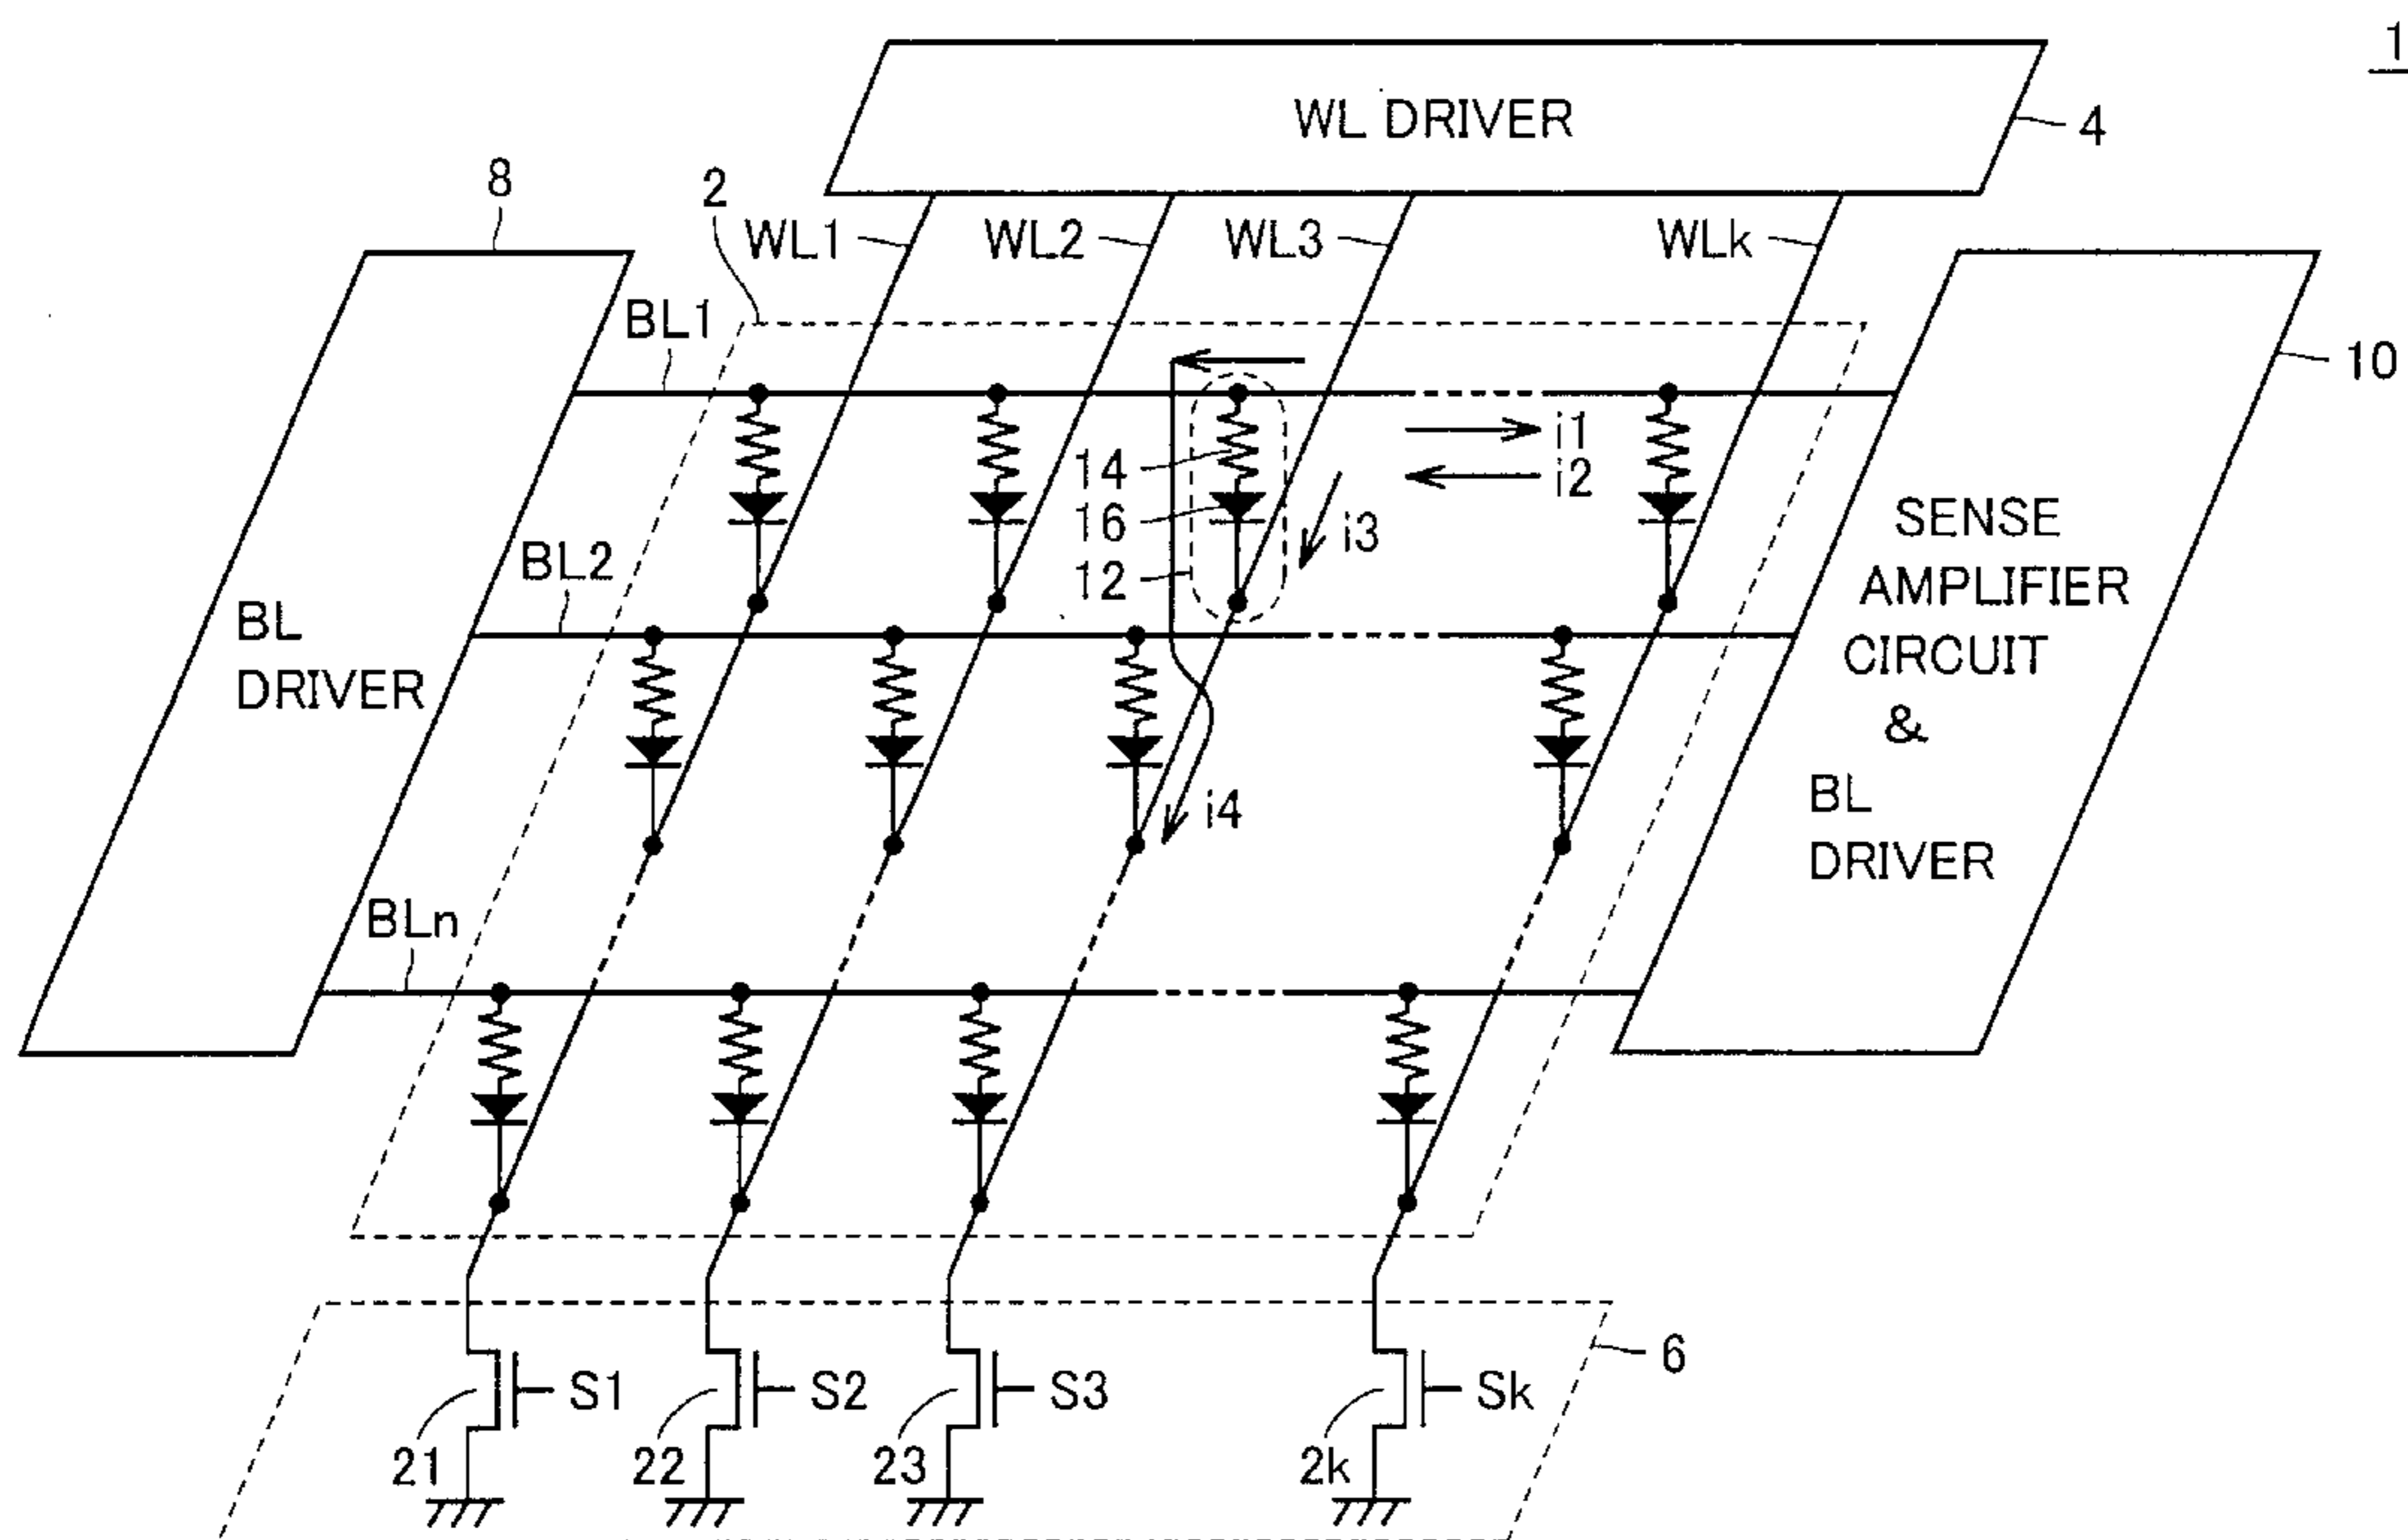 1
WL DRIVER
4
8
2
WL1
WL2
WL3
WLk
BL1
10
i1
14
i2
16
i3
12
BL2
SENSE
AMPLIFIER
CIRCUIT
&
BL
DRIVER
BL
DRIVER
i4
BLn
6
S1
S2
S3
Sk
21
22
23
2k